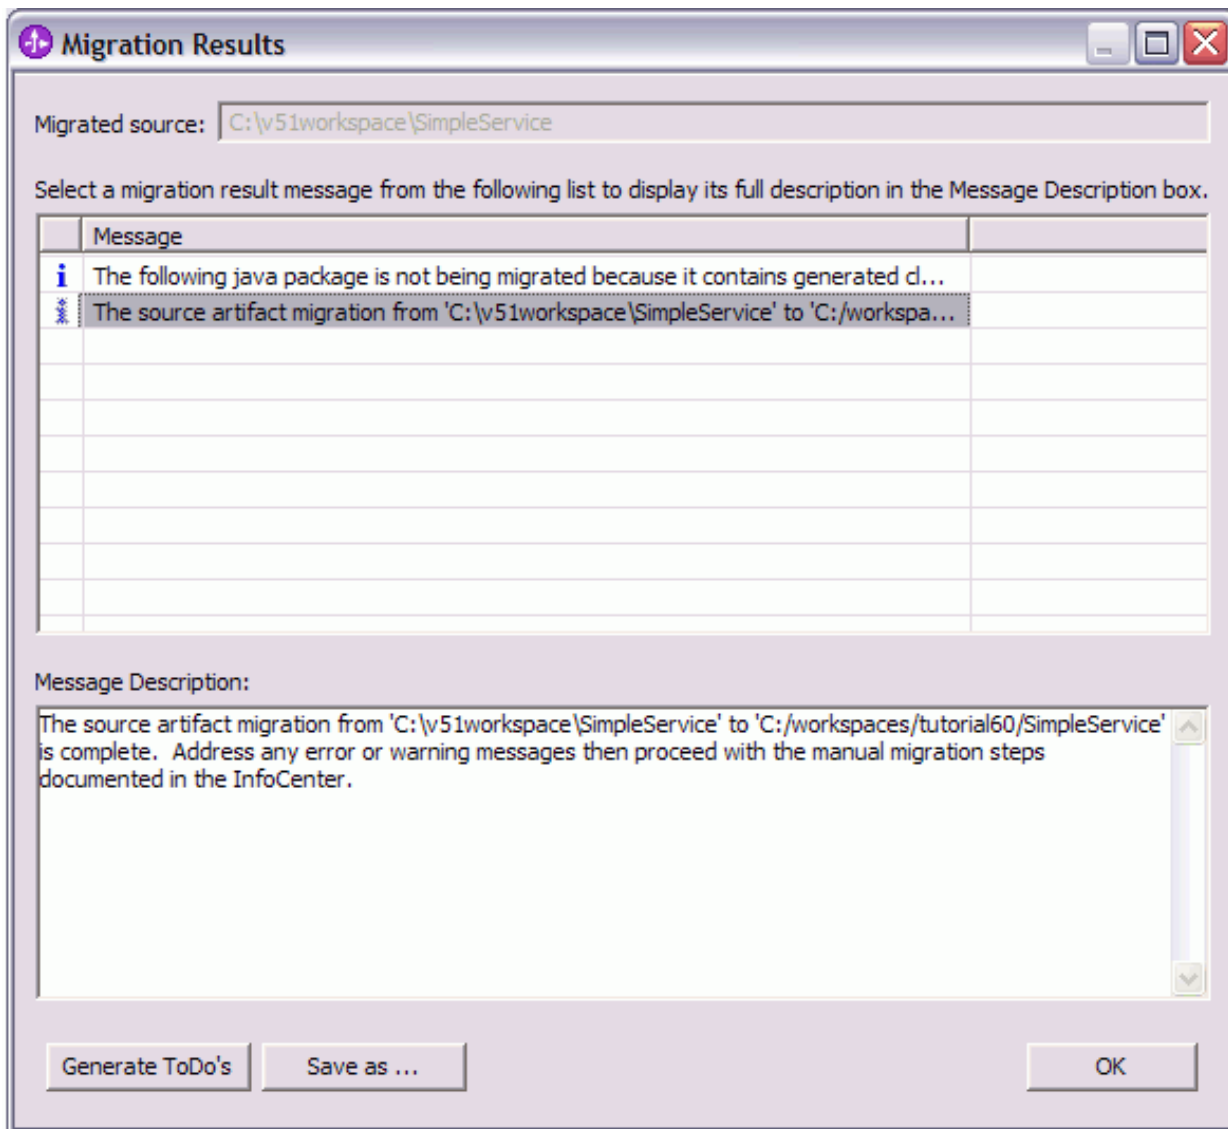 Migration Results
Migrated source: C:\v51workspace\SimpleService
Select a migration result message from the following list to display its full description in the Message Description box.
Message
i The following java package is not being migrated because it contains generated cl...
i The source artifact migration from 'C:\v51workspace\SimpleService' to 'C:/workspa...
Message Description:
The source artifact migration from 'C:\v51workspace\SimpleService' to 'C:/workspaces/tutorial60/SimpleService'
is complete.  Address any error or warning messages then proceed with the manual migration steps
documented in the InfoCenter.
Generate ToDo's Save as ... OK